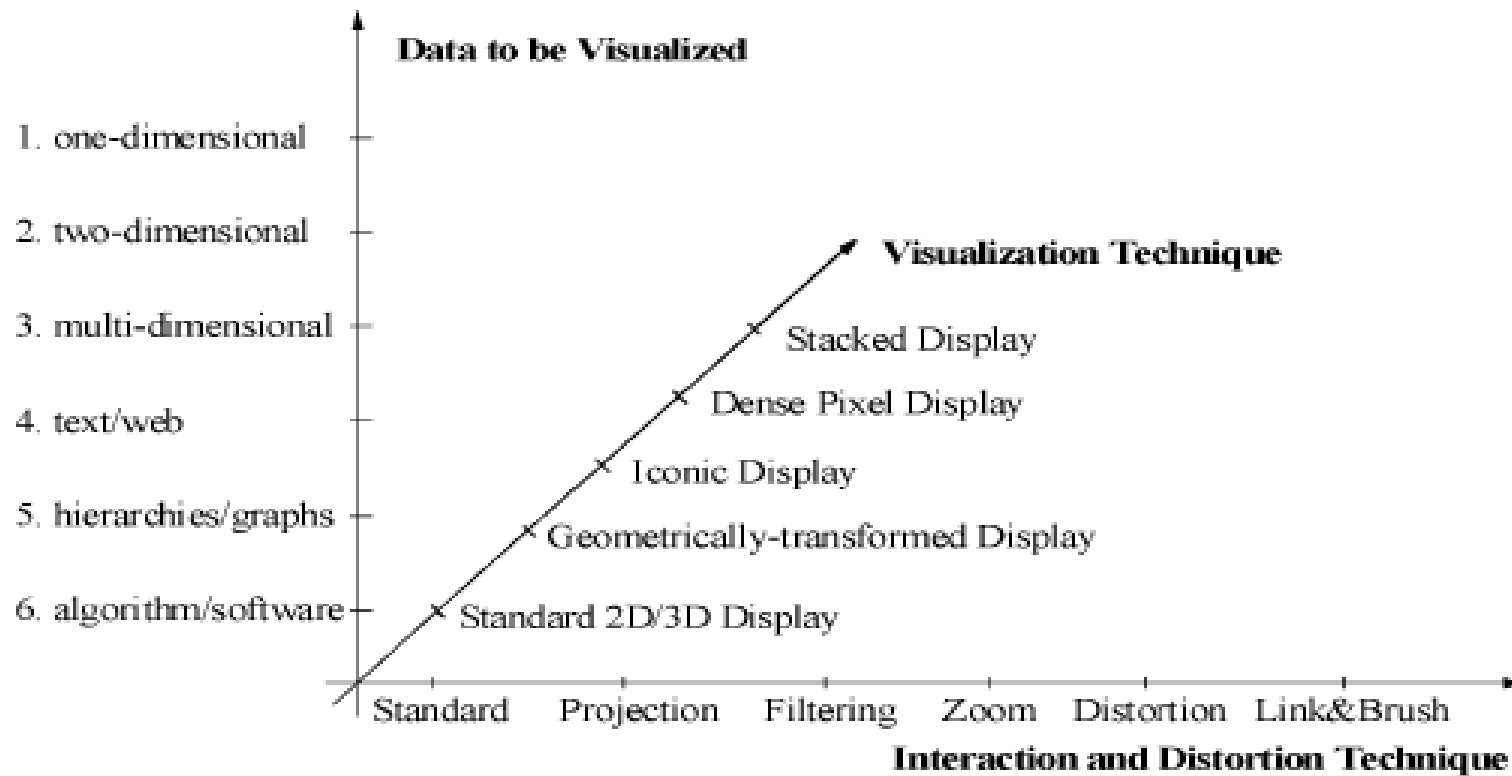 Data to be Visualized
1. one-dimensional
2. two-dimensional
Visualization Technique
3. multi-dimensional
Stacked Display
Dense Pixel Display
4. text/web
Iconic Display
5. hierarchies/graphs
Geometrically-transformed Display
6. algorithm/software
Standard 2D/3D Display
Standard Projection Filtering Zoom Distortion Link&Brush
Interaction and Distortion Technique